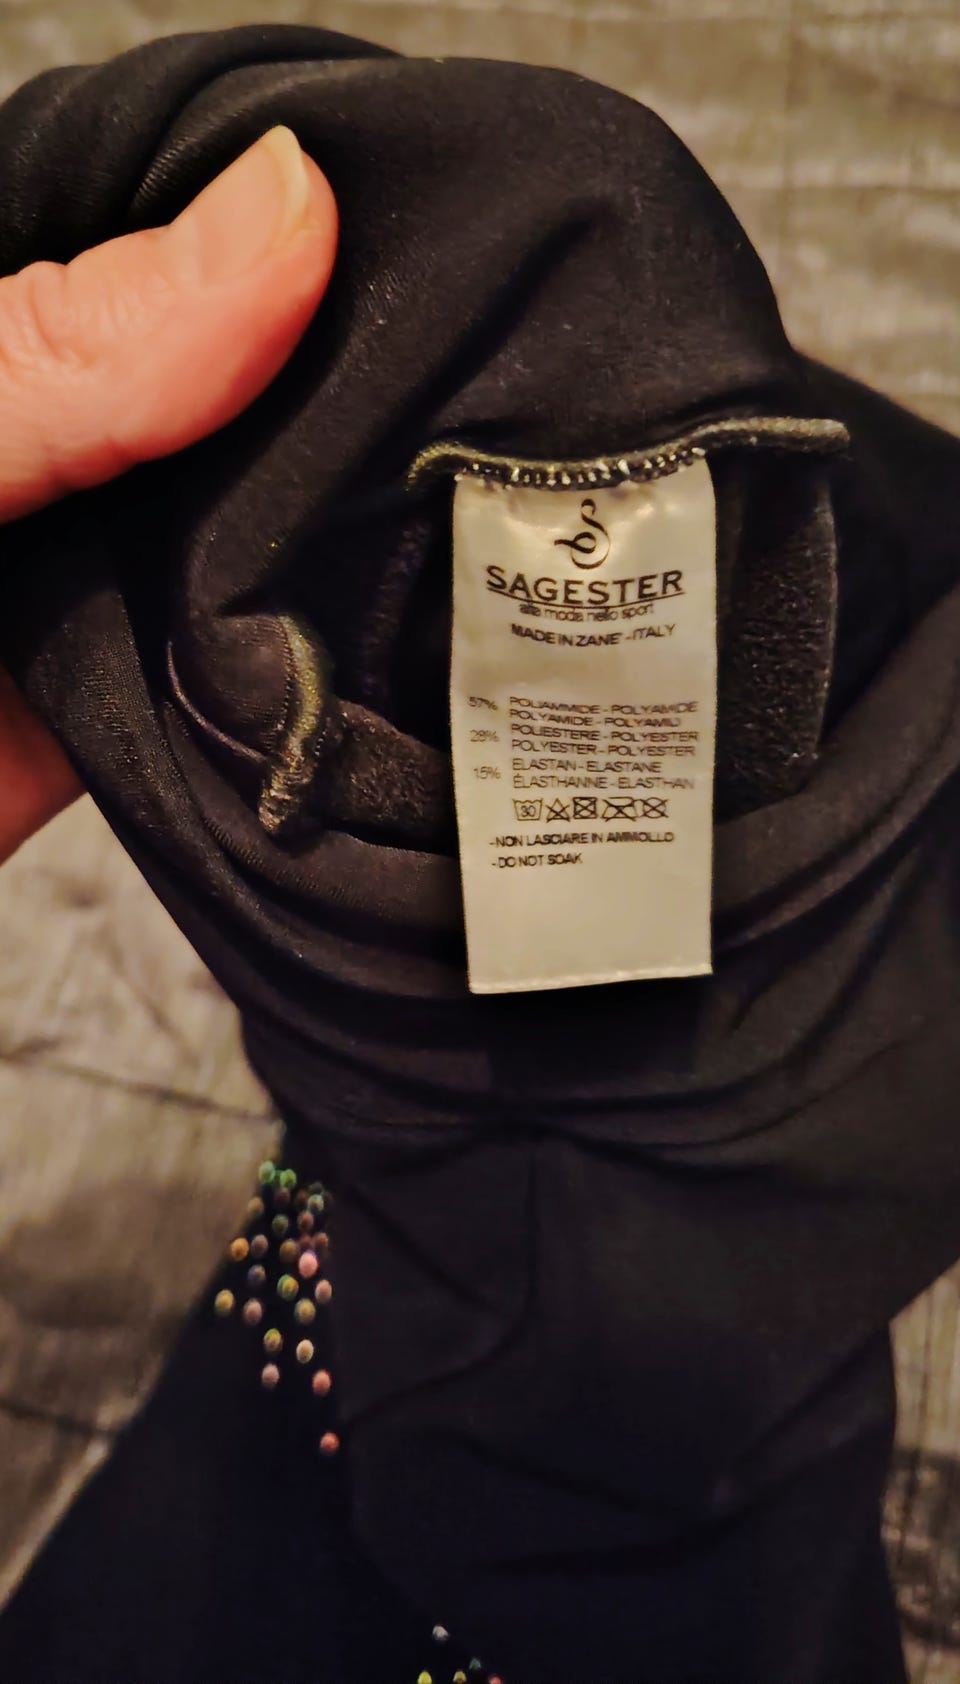 SAGESTER
alta moda nello sport
MADE IN ZANE' - ITALY
57% POLIAMMIDE - POLYAMIDE
POLYAMIDE - POLYAMID
28% POLIESTERE - POLYESTER
POLYESTER - POLYESTER
15% ELASTAN - ELASTANE
ÉLASTHANNE - ELASTHAN
30
-NON LASCIARE IN AMMOLLO
-DO NOT SOAK